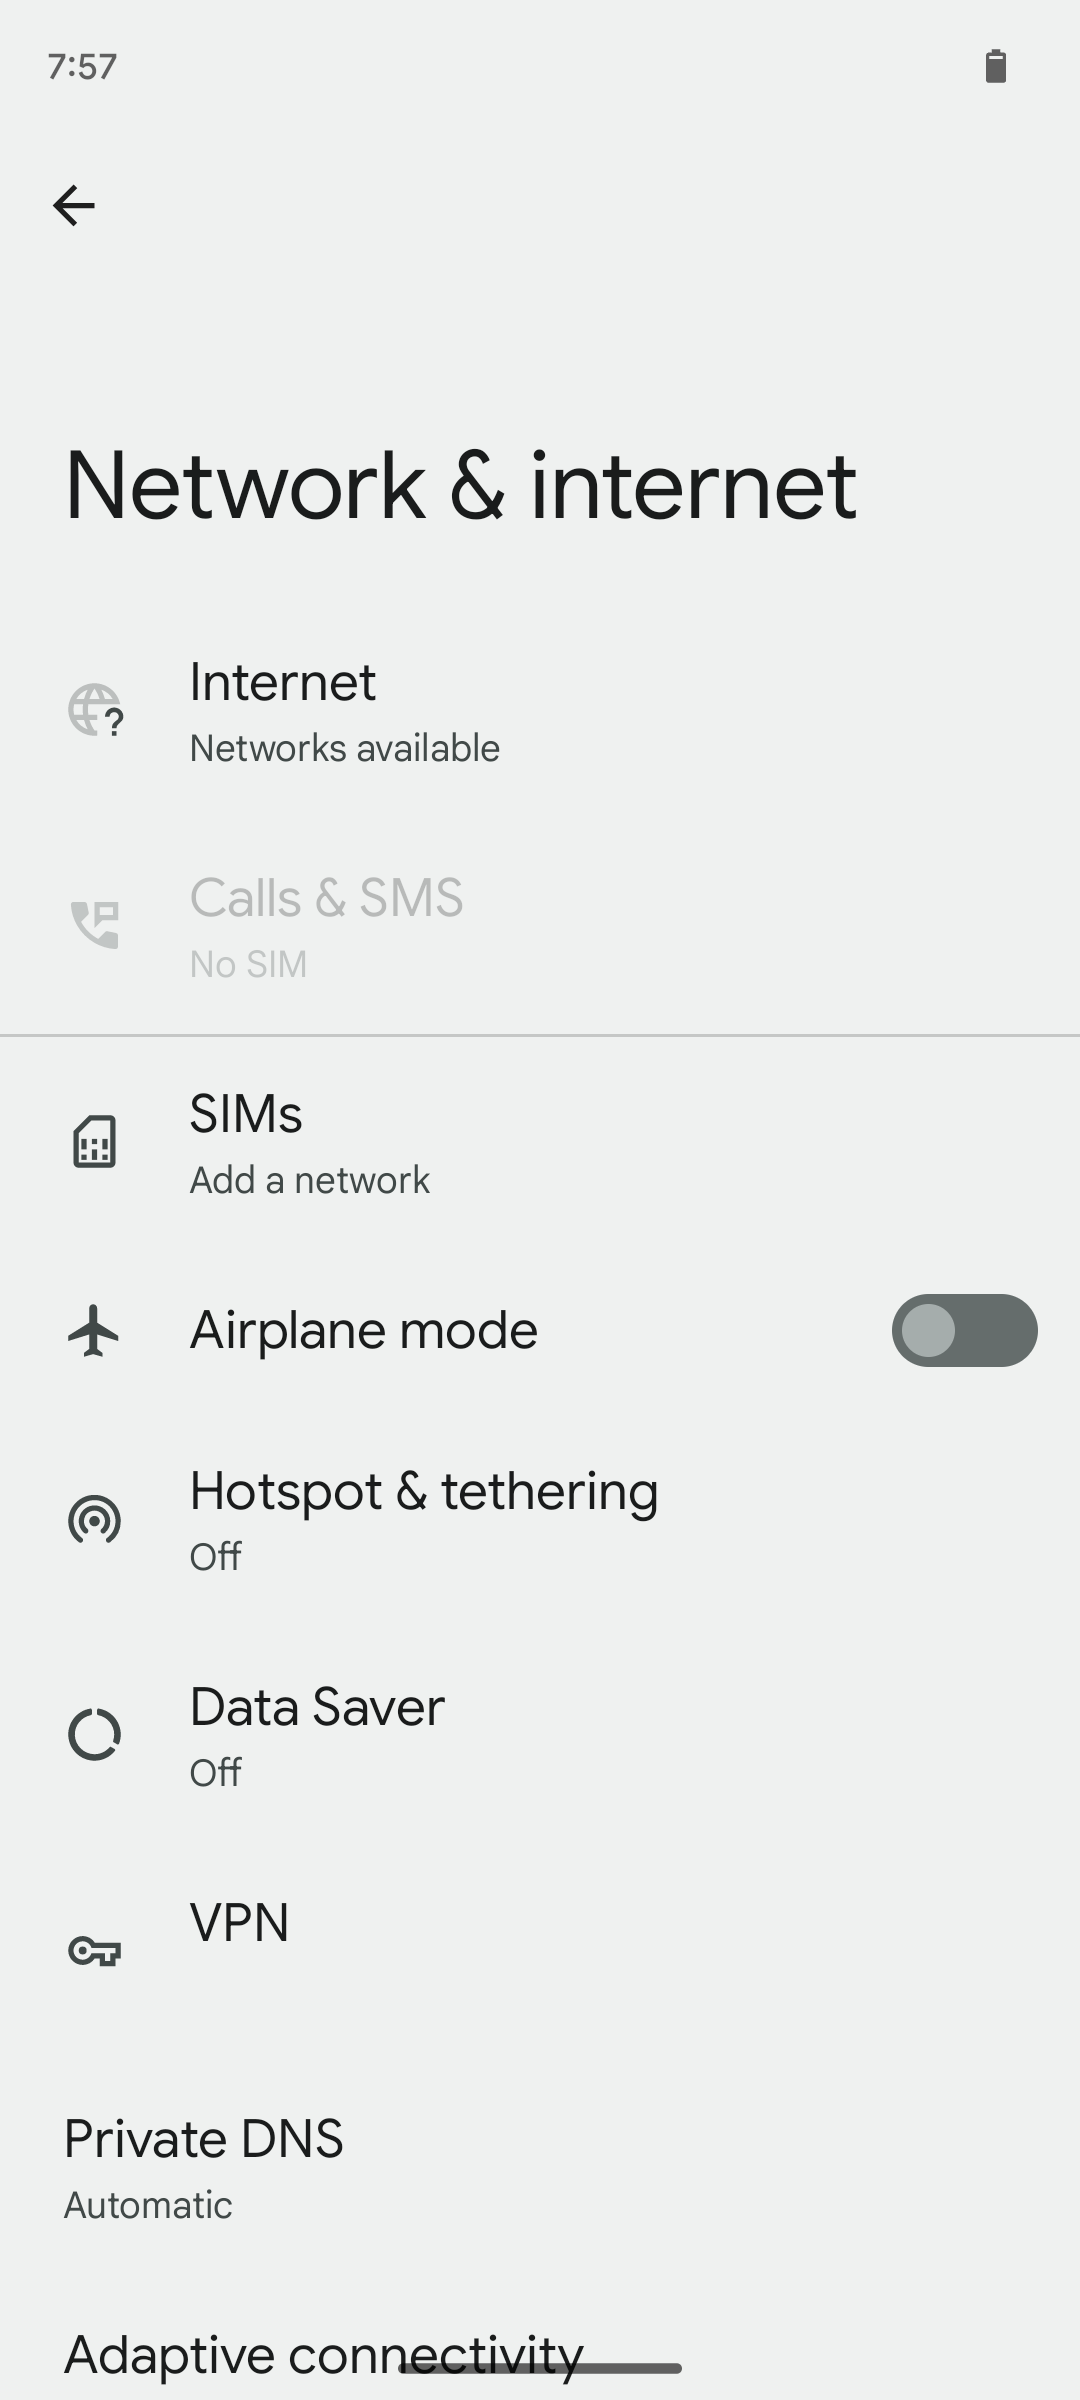 7:57
Network & internet
Internet
Networks available
Calls & SMS
No SIM
SIMs
Add a network
Airplane mode
Hotspot & tethering
Off
Data Saver
Off
VPN
Private DNS
Automatic
Adaptive connectivity